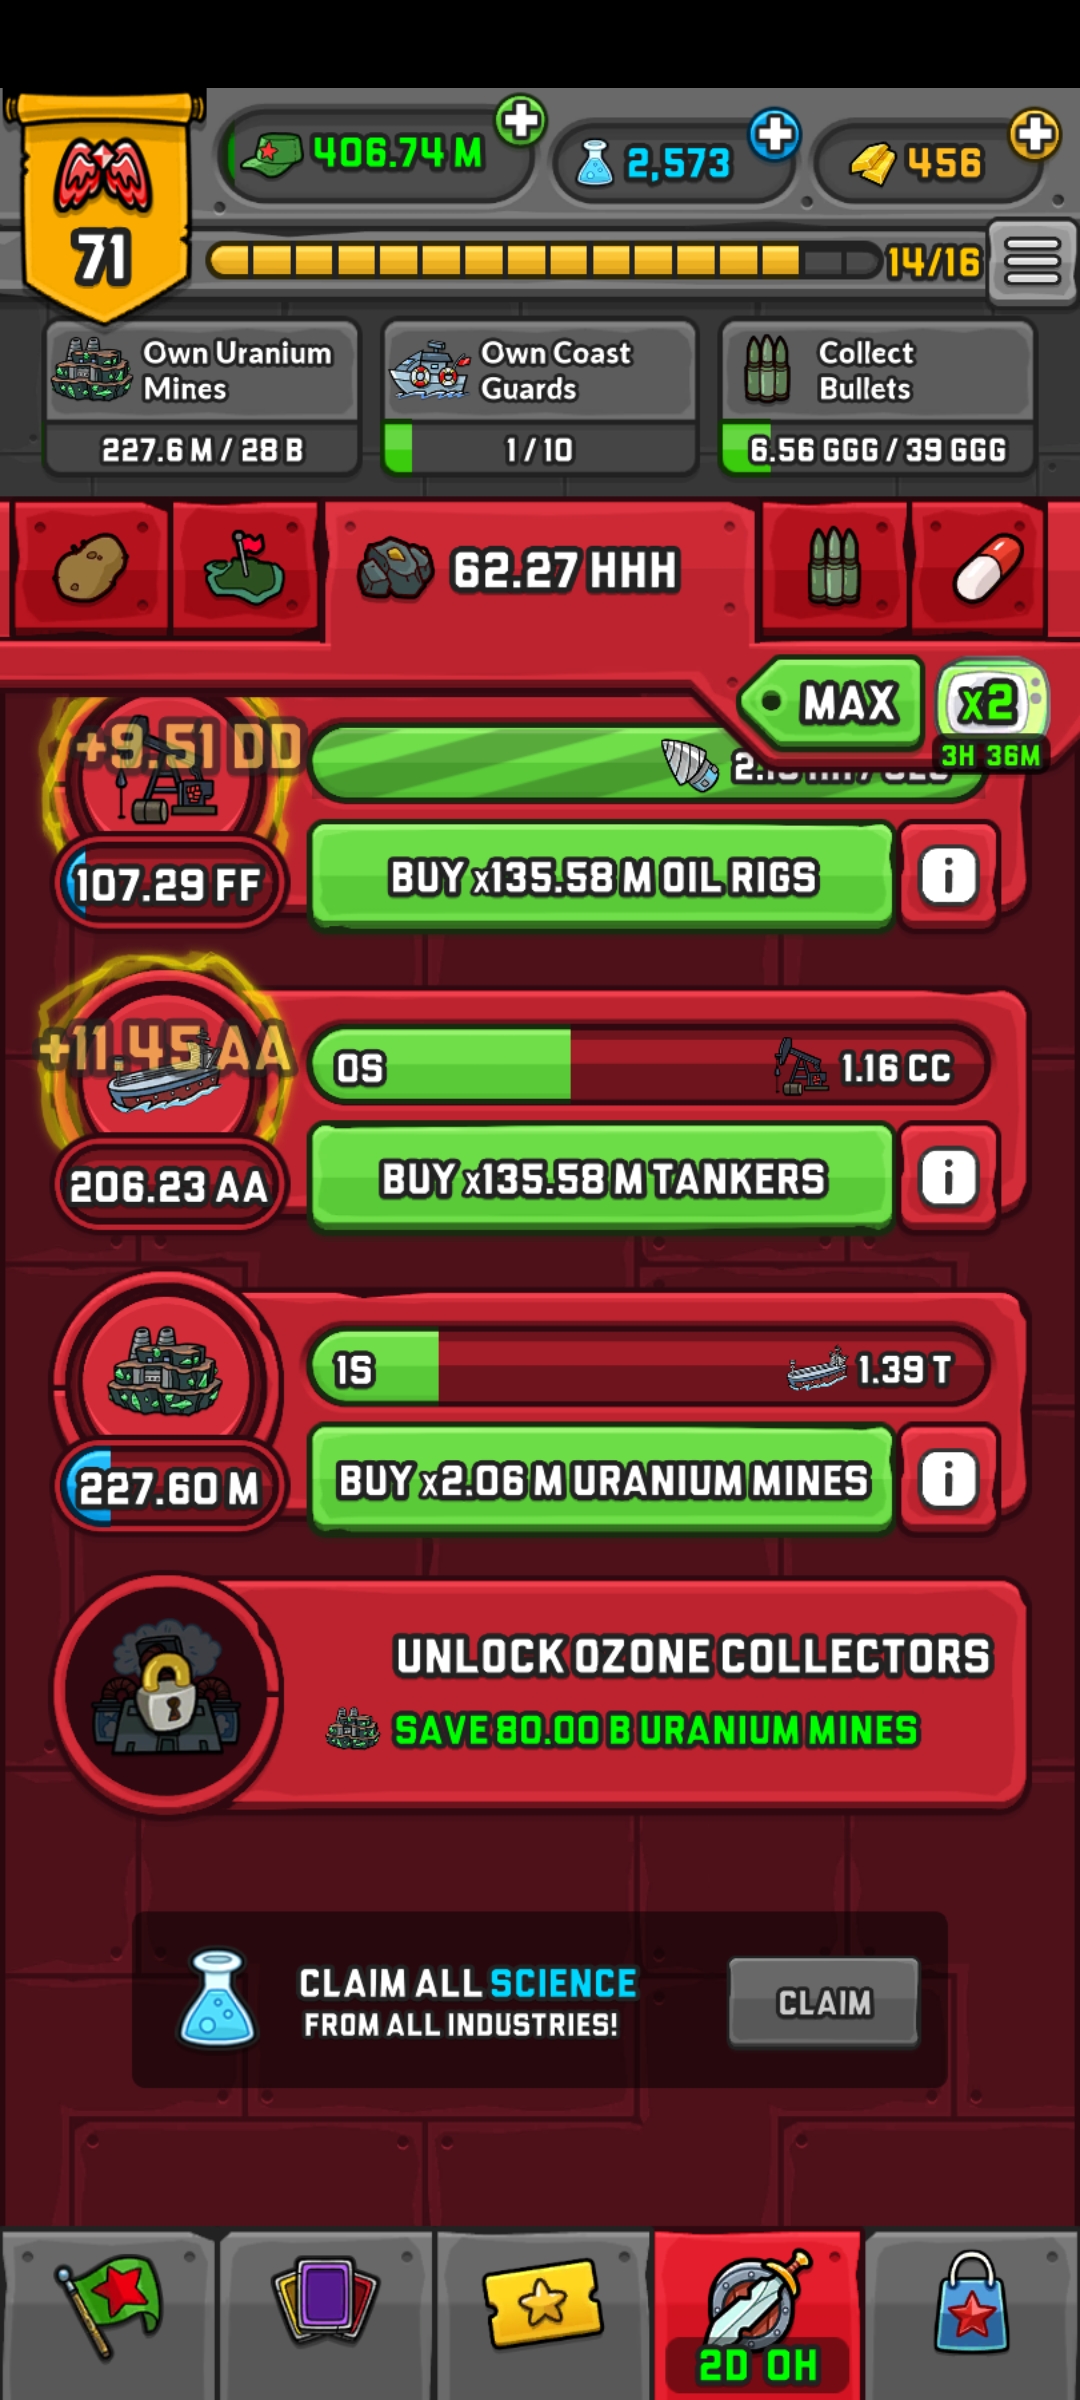 406.74 M
2,573
456
71
14/16
Own Uranium
Mines
227.6 M / 28 B
Own Coast
Guards
1 / 10
Collect
Bullets
6.56 GGG / 39 GGG
62.27 HHH
MAX
x2
3H 36M
+9.51 DD
107.29 FF
BUY x135.58 M OIL RIGS
i
+11.45 AA
0S
1.16 CC
206.23 AA
BUY x135.58 M TANKERS
i
1S
1.39 T
227.60 M
BUY x2.06 M URANIUM MINES
i
UNLOCK OZONE COLLECTORS
SAVE 80.00 B URANIUM MINES
CLAIM ALL SCIENCE
FROM ALL INDUSTRIES!
CLAIM
2D 0H